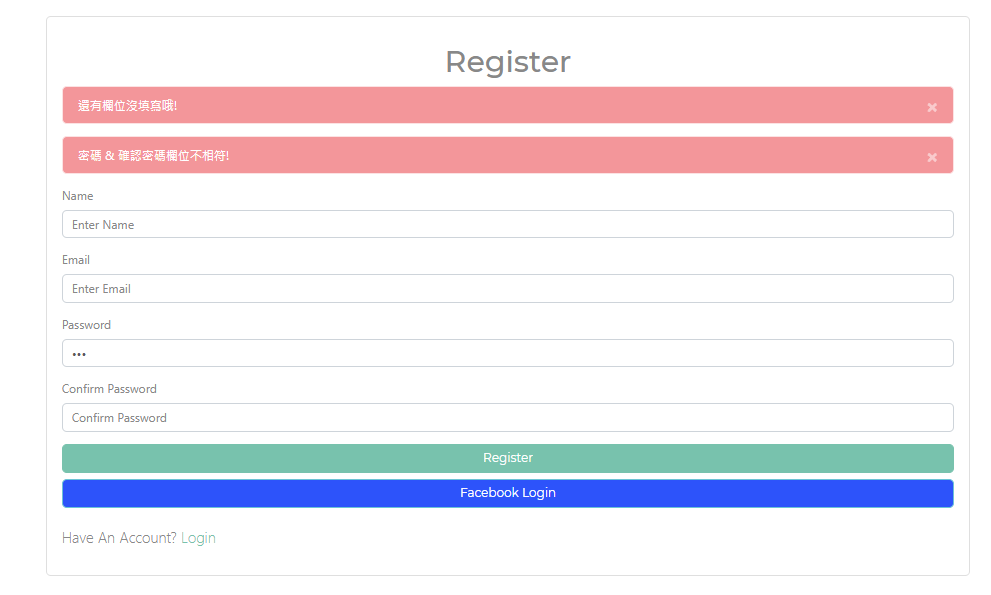 Register
還有欄位沒填寫哦!
×
密碼 & 確認密碼欄位不相符!
×
Name
Enter Name
Email
Enter Email
Password
•••
Confirm Password
Confirm Password
Register
Facebook Login
Have An Account? Login